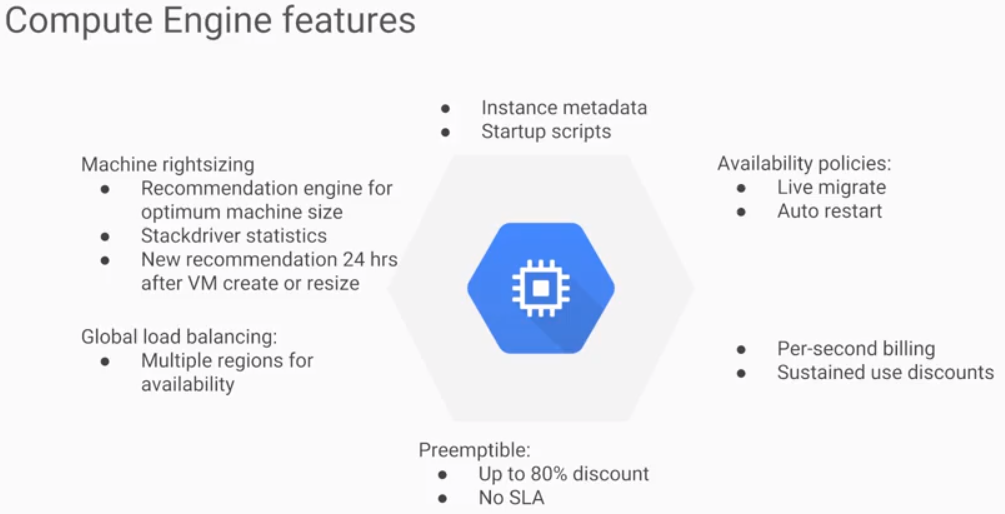 Compute Engine features
● Instance metadata
● Startup scripts
Machine rightsizing
● Recommendation engine for
optimum machine size
● Stackdriver statistics
● New recommendation 24 hrs
after VM create or resize
Availability policies:
● Live migrate
● Auto restart
Global load balancing:
● Multiple regions for
availability
● Per-second billing
● Sustained use discounts
Preemptible:
● Up to 80% discount
● No SLA